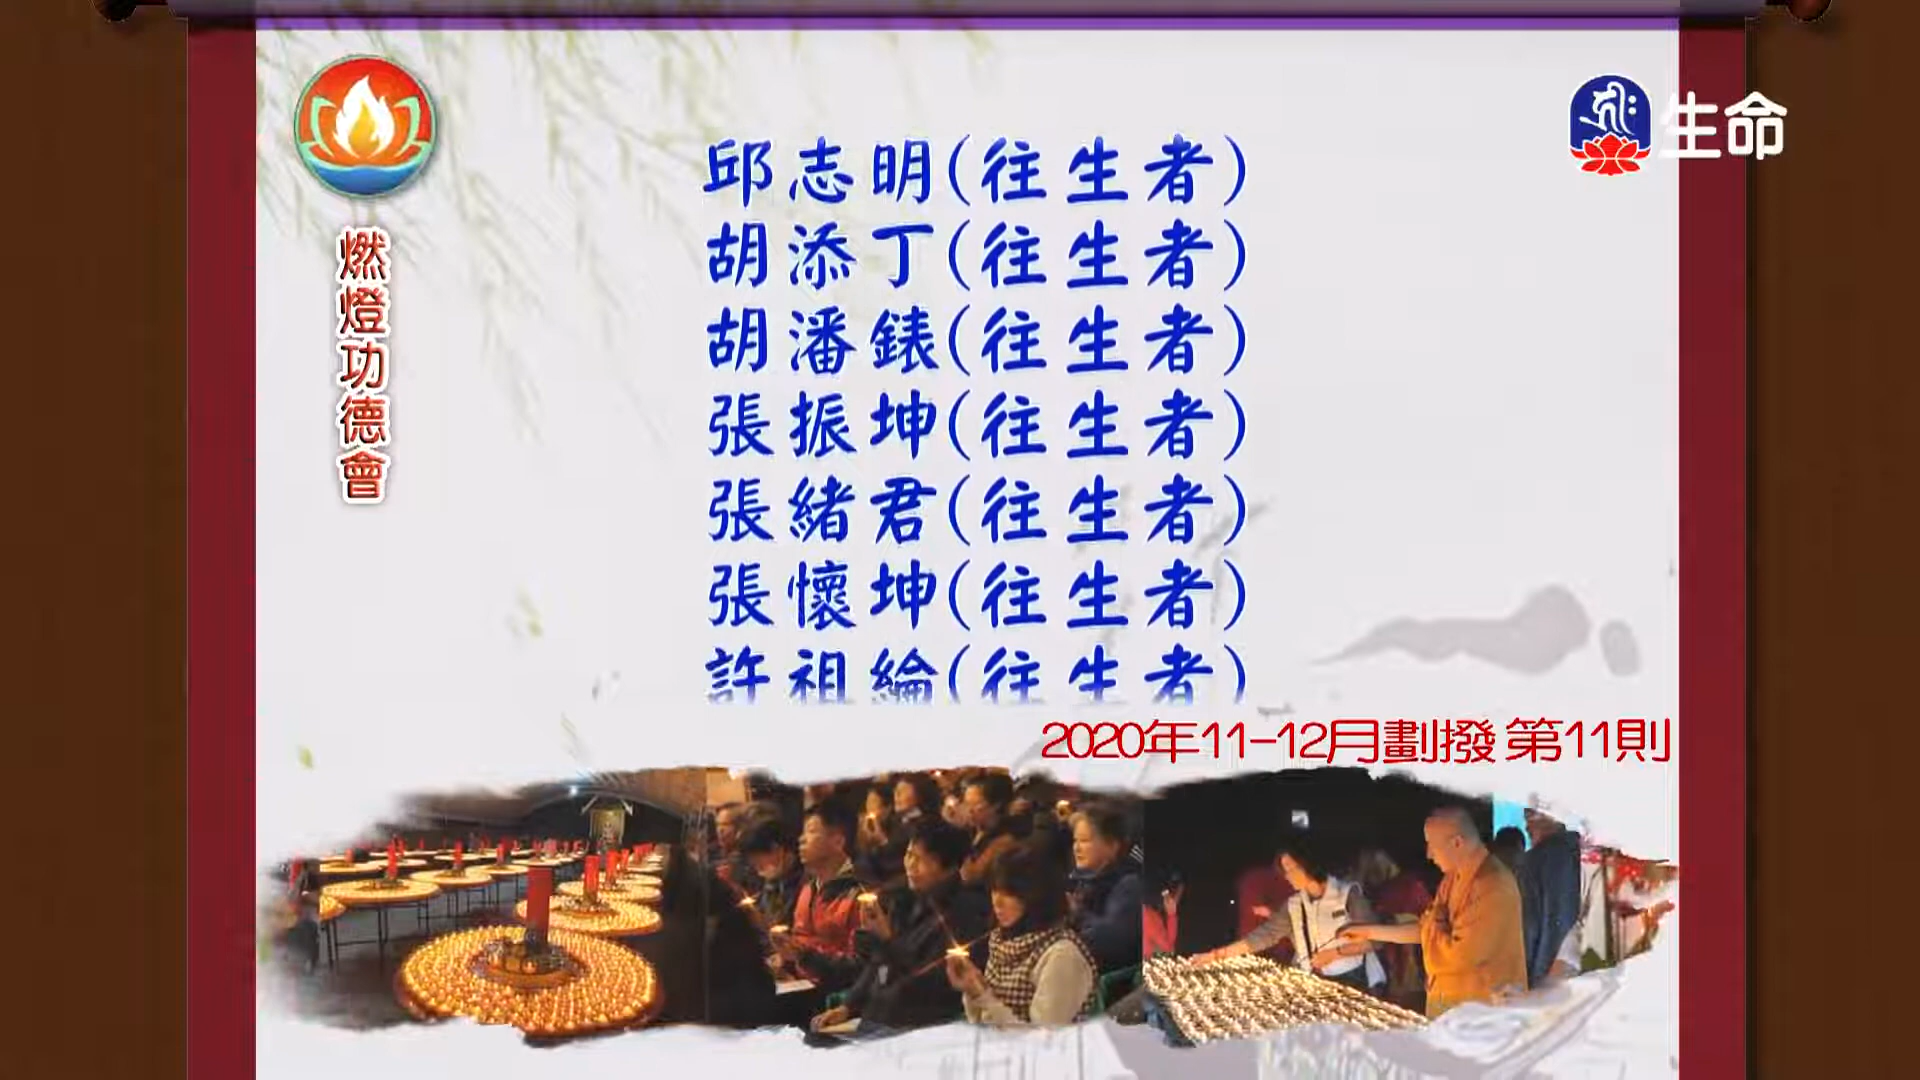 生命
燃燈功德會
邱志明(往生者)
胡添丁(往生者)
胡潘錶(往生者)
張振坤(往生者)
張緒君(往生者)
張懷坤(往生者)
許祖綸(往生者)
2020年11-12月劃撥 第11則